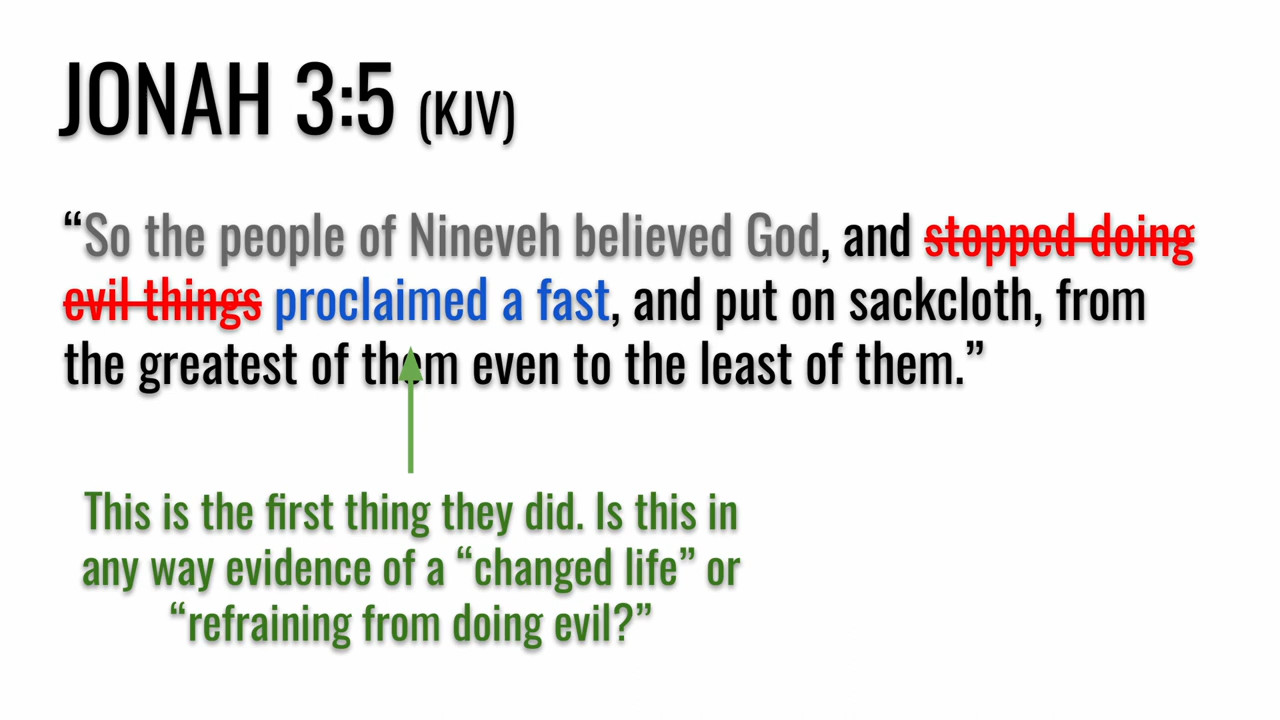 JONAH 3:5 (KJV)
“So the people of Nineveh believed God, and stopped doing
evil things proclaimed a fast, and put on sackcloth, from
the greatest of them even to the least of them.”
This is the first thing they did. Is this in
any way evidence of a “changed life” or
“refraining from doing evil?”